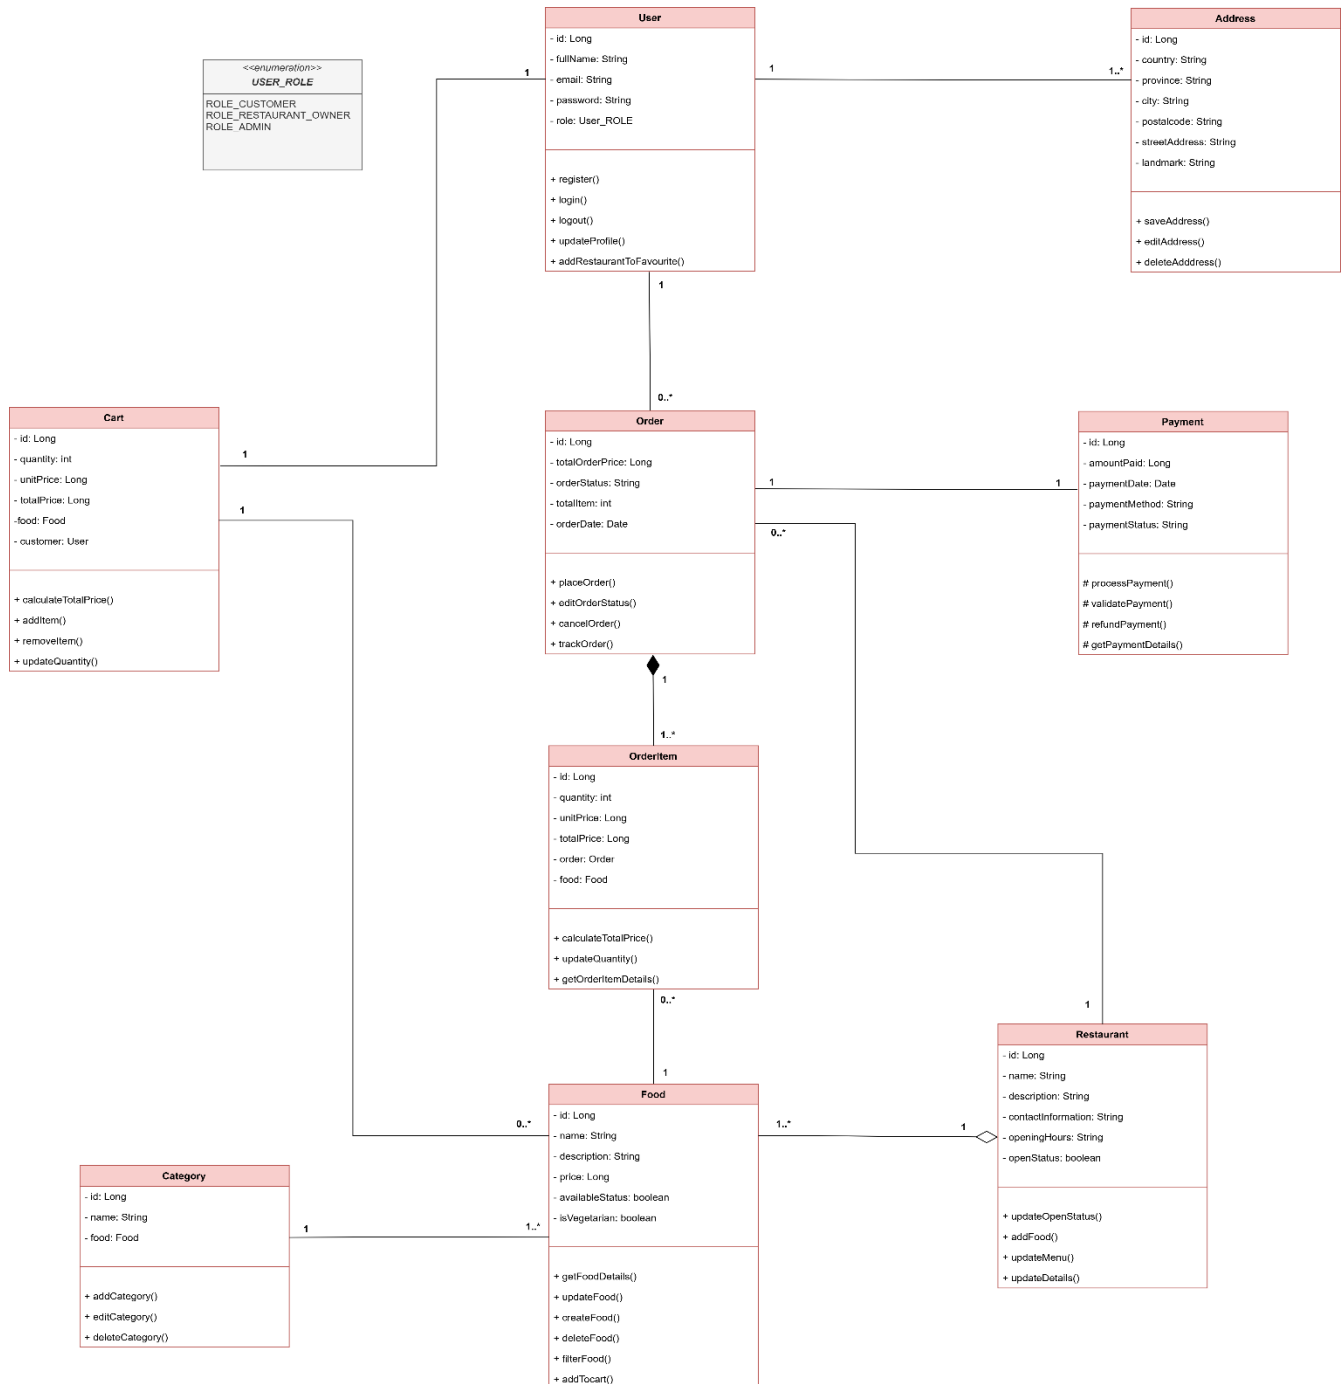 User
- id: Long
- fullName: String
- email: String
- password: String
- role: User_ROLE
+ register()
+ login()
+ logout()
+ updateProfile()
+ addRestaurantToFavourite()
Address
- id: Long
- country: String
- province: String
- city: String
- postalcode: String
- streetAddress: String
- landmark: String
+ saveAddress()
+ editAddress()
+ deleteAdddress()
<<enumeration>>
USER_ROLE
ROLE_CUSTOMER
ROLE_RESTAURANT_OWNER
ROLE_ADMIN
1
1
1..*
1
0..*
Cart
- id: Long
- quantity: int
- unitPrice: Long
- totalPrice: Long
-food: Food
- customer: User
+ calculateTotalPrice()
+ addItem()
+ removeItem()
+ updateQuantity()
1
1
Order
- id: Long
- totalOrderPrice: Long
- orderStatus: String
- totalItem: int
- orderDate: Date
+ placeOrder()
+ editOrderStatus()
+ cancelOrder()
+ trackOrder()
1
1
0..*
Payment
- id: Long
- amountPaid: Long
- paymentDate: Date
- paymentMethod: String
- paymentStatus: String
# processPayment()
# validatePayment()
# refundPayment()
# getPaymentDetails()
1
1..*
OrderItem
- id: Long
- quantity: int
- unitPrice: Long
- totalPrice: Long
- order: Order
- food: Food
+ calculateTotalPrice()
+ updateQuantity()
+ getOrderItemDetails()
0..*
1
1
Restaurant
- id: Long
- name: String
- description: String
- contactInformation: String
- openingHours: String
- openStatus: boolean
+ updateOpenStatus()
+ addFood()
+ updateMenu()
+ updateDetails()
Food
- id: Long
- name: String
- description: String
- price: Long
- availableStatus: boolean
- isVegetarian: boolean
+ getFoodDetails()
+ updateFood()
+ createFood()
+ deleteFood()
+ filterFood()
+ addTocart()
0..*
1..*
1
Category
- id: Long
- name: String
- food: Food
+ addCategory()
+ editCategory()
+ deleteCategory()
1
1..*